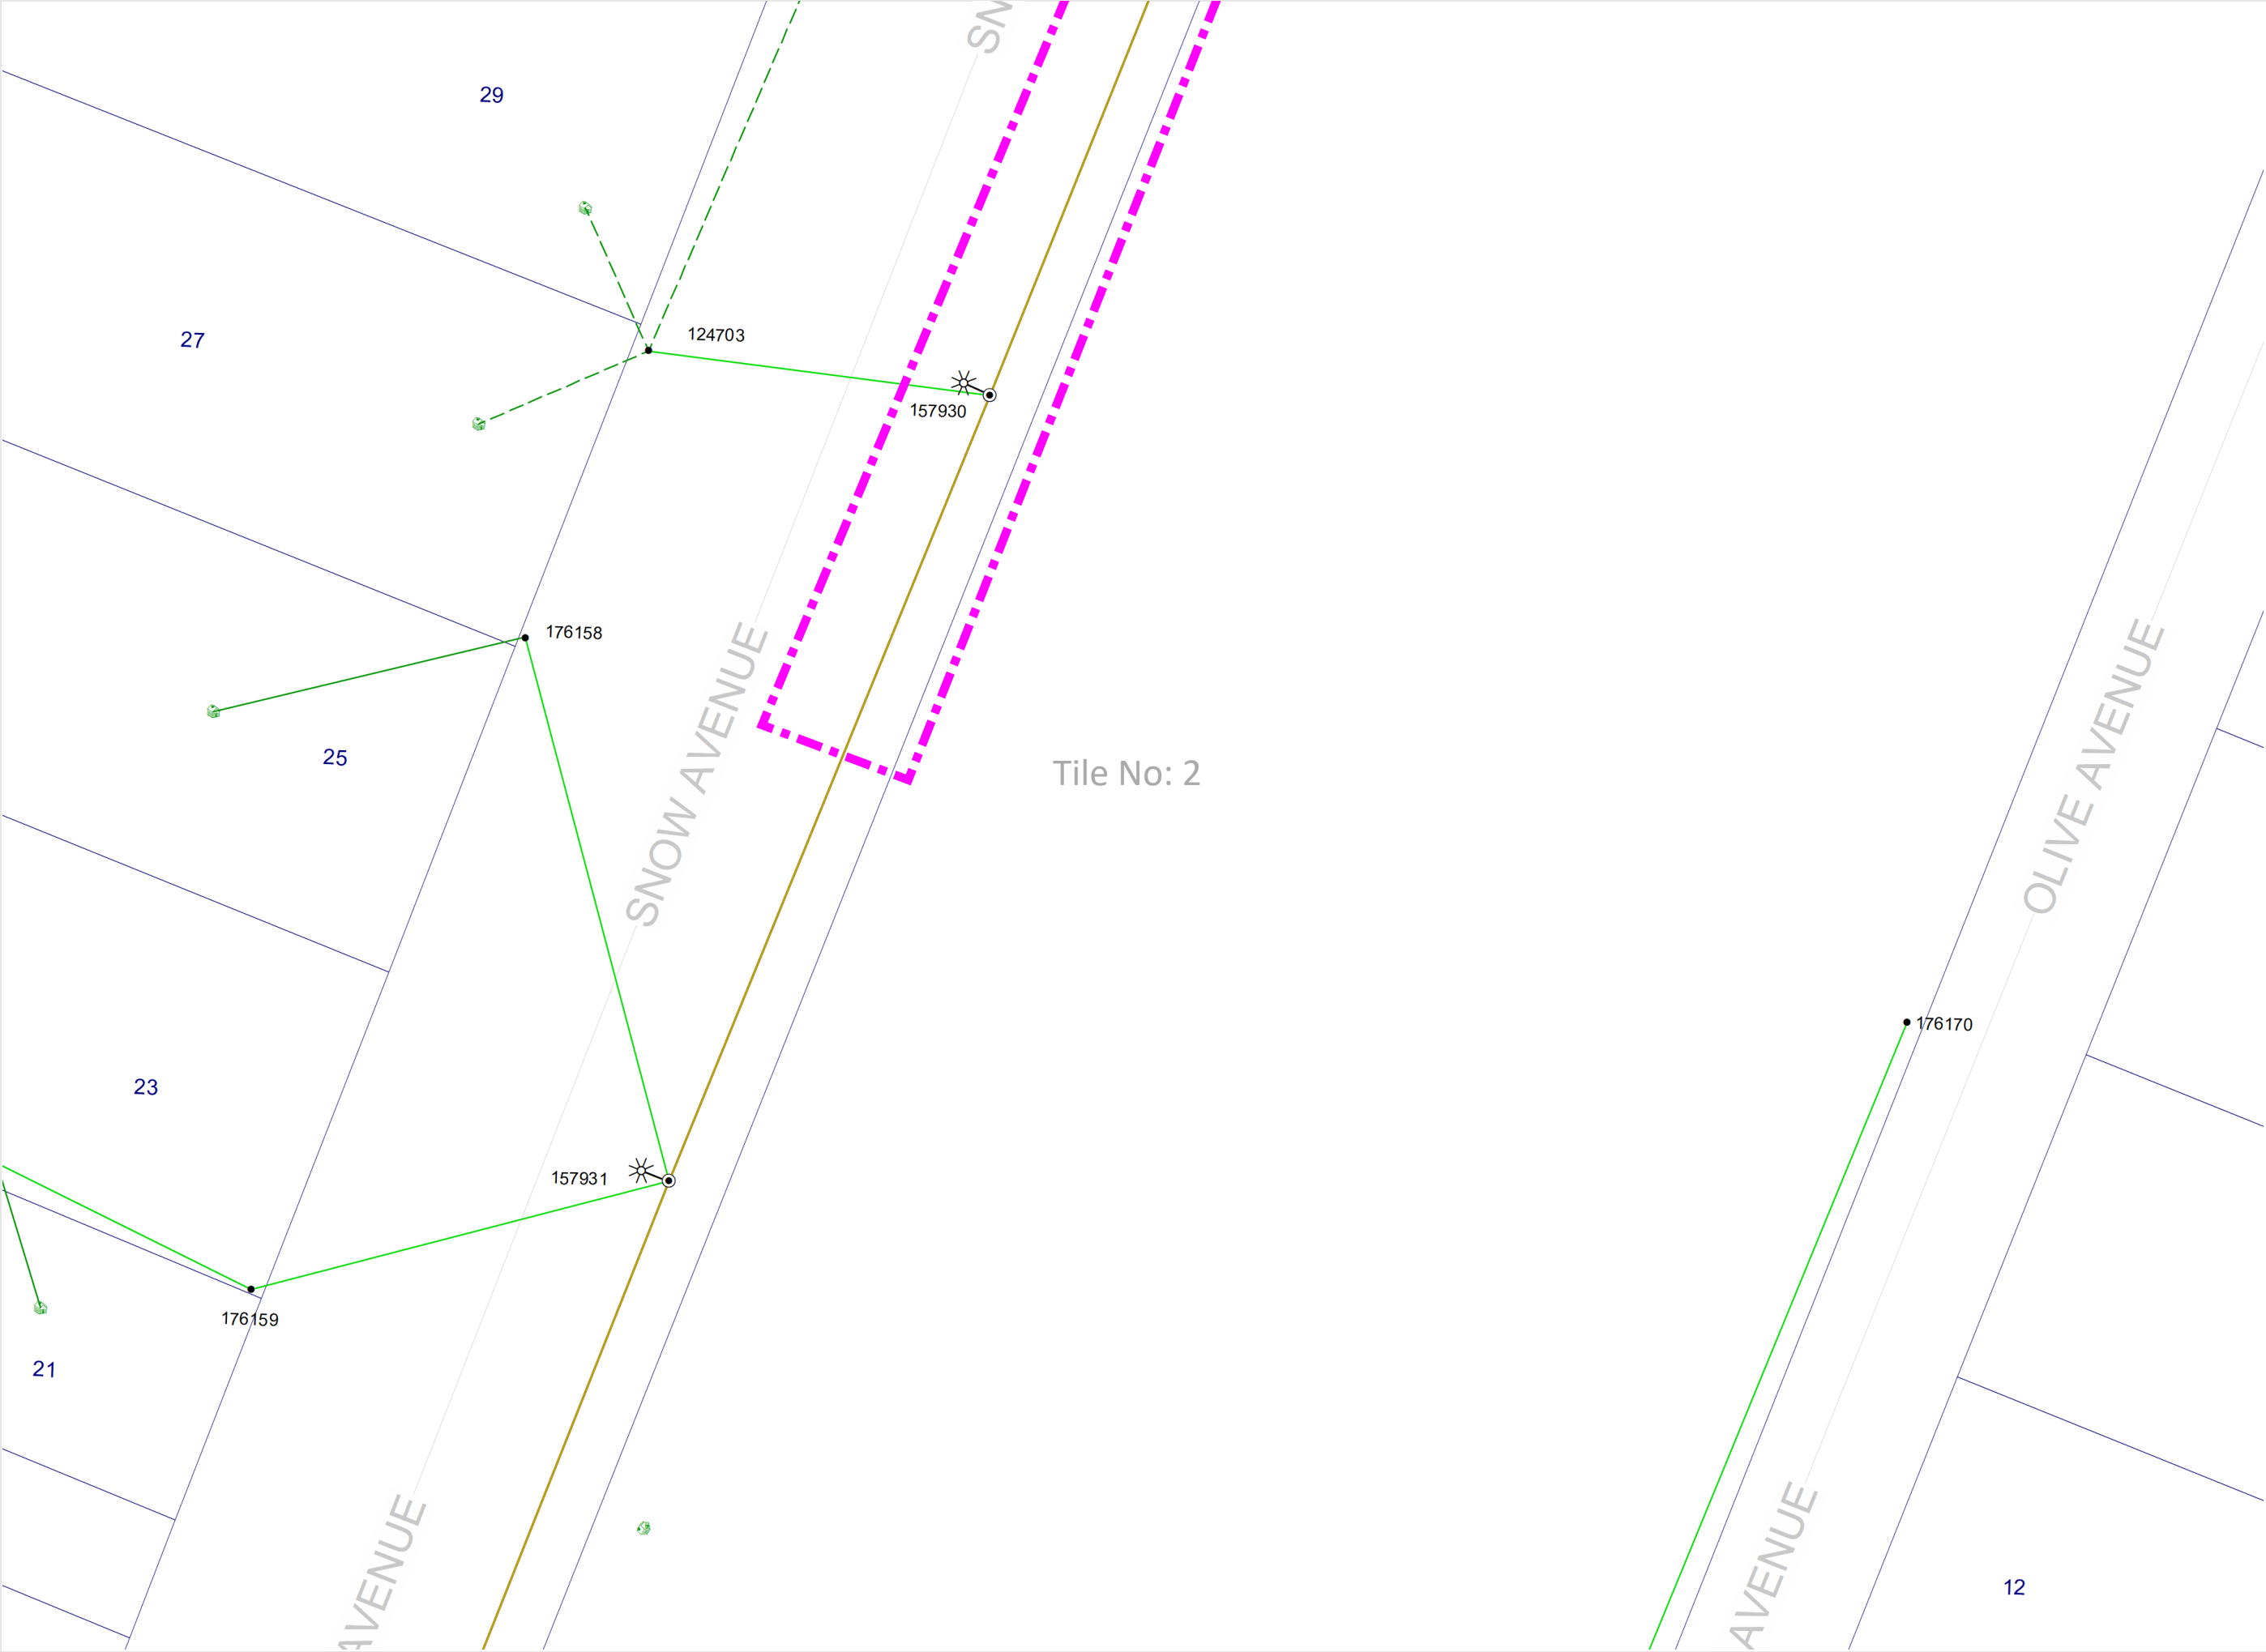 SN
29
27
124703
157930
176158
SNOW AVENUE
25
Tile No: 2
OLIVE AVENUE
176170
23
157931
176159
21
AVENUE
AVENUE
12